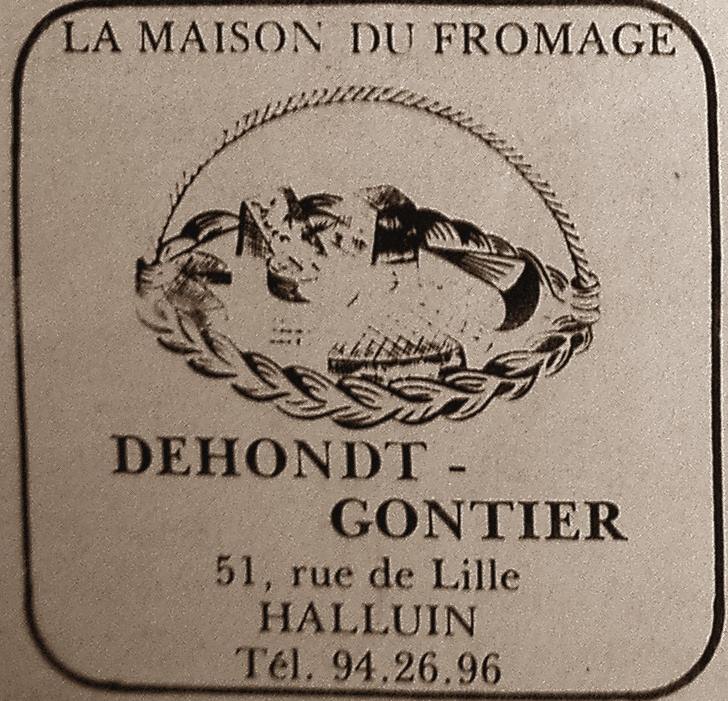 LA MAISON DU FROMAGE
DEHONDT -
GONTIER
51, rue de Lille
HALLUIN
Tél. 94.26.96